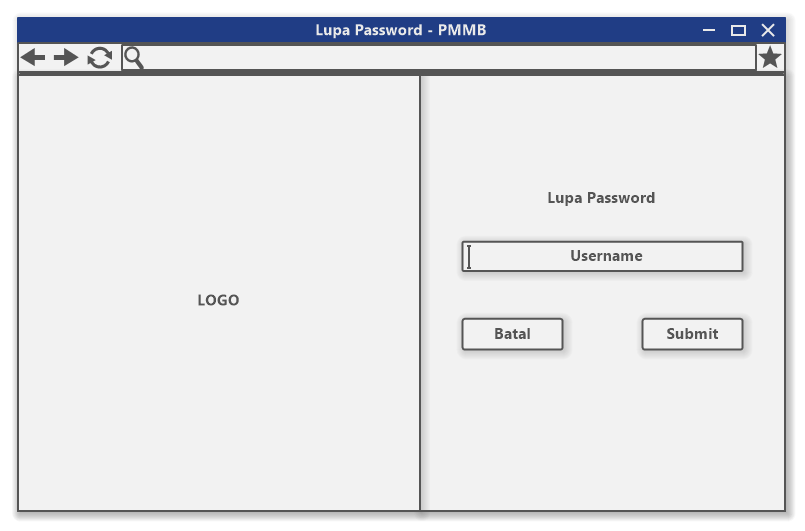 Lupa Password - PMMB
LOGO
Lupa Password
Username
Batal
Submit